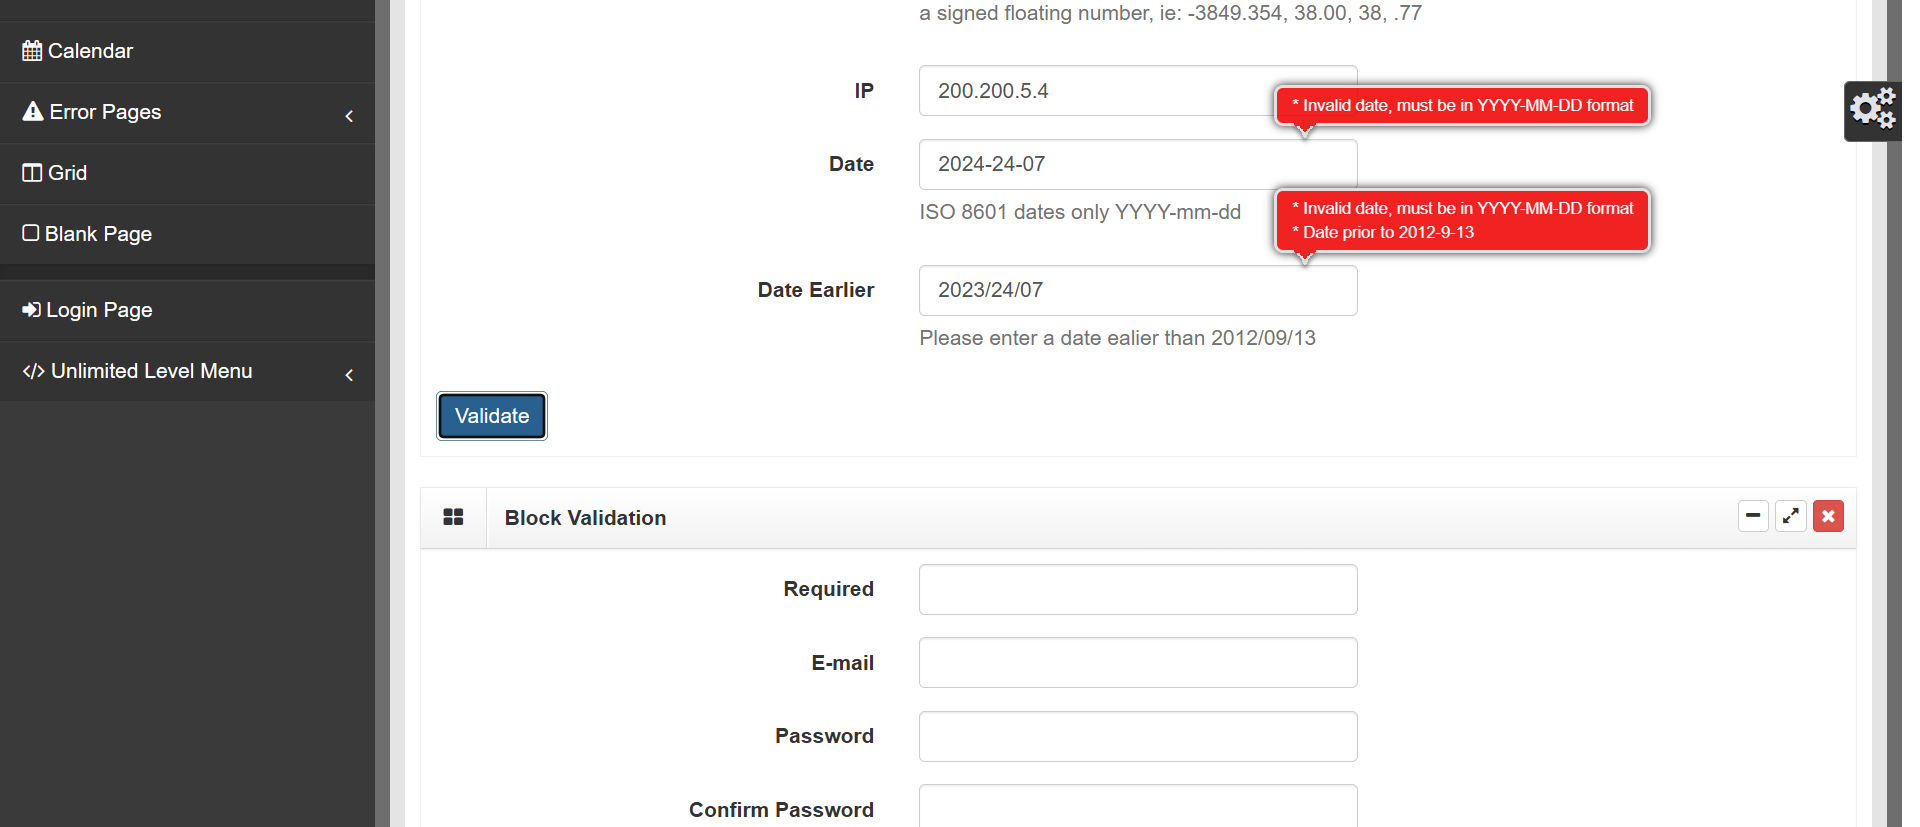 Calendar
Error Pages
Grid
Blank Page
Login Page
</> Unlimited Level Menu
a signed floating number, ie: -3849.354, 38.00, 38, .77
IP
200.200.5.4
* Invalid date, must be in YYYY-MM-DD format
Date
2024-24-07
ISO 8601 dates only YYYY-mm-dd
* Invalid date, must be in YYYY-MM-DD format
* Date prior to 2012-9-13
Date Earlier
2023/24/07
Please enter a date ealier than 2012/09/13
Validate
Block Validation
Required
E-mail
Password
Confirm Password